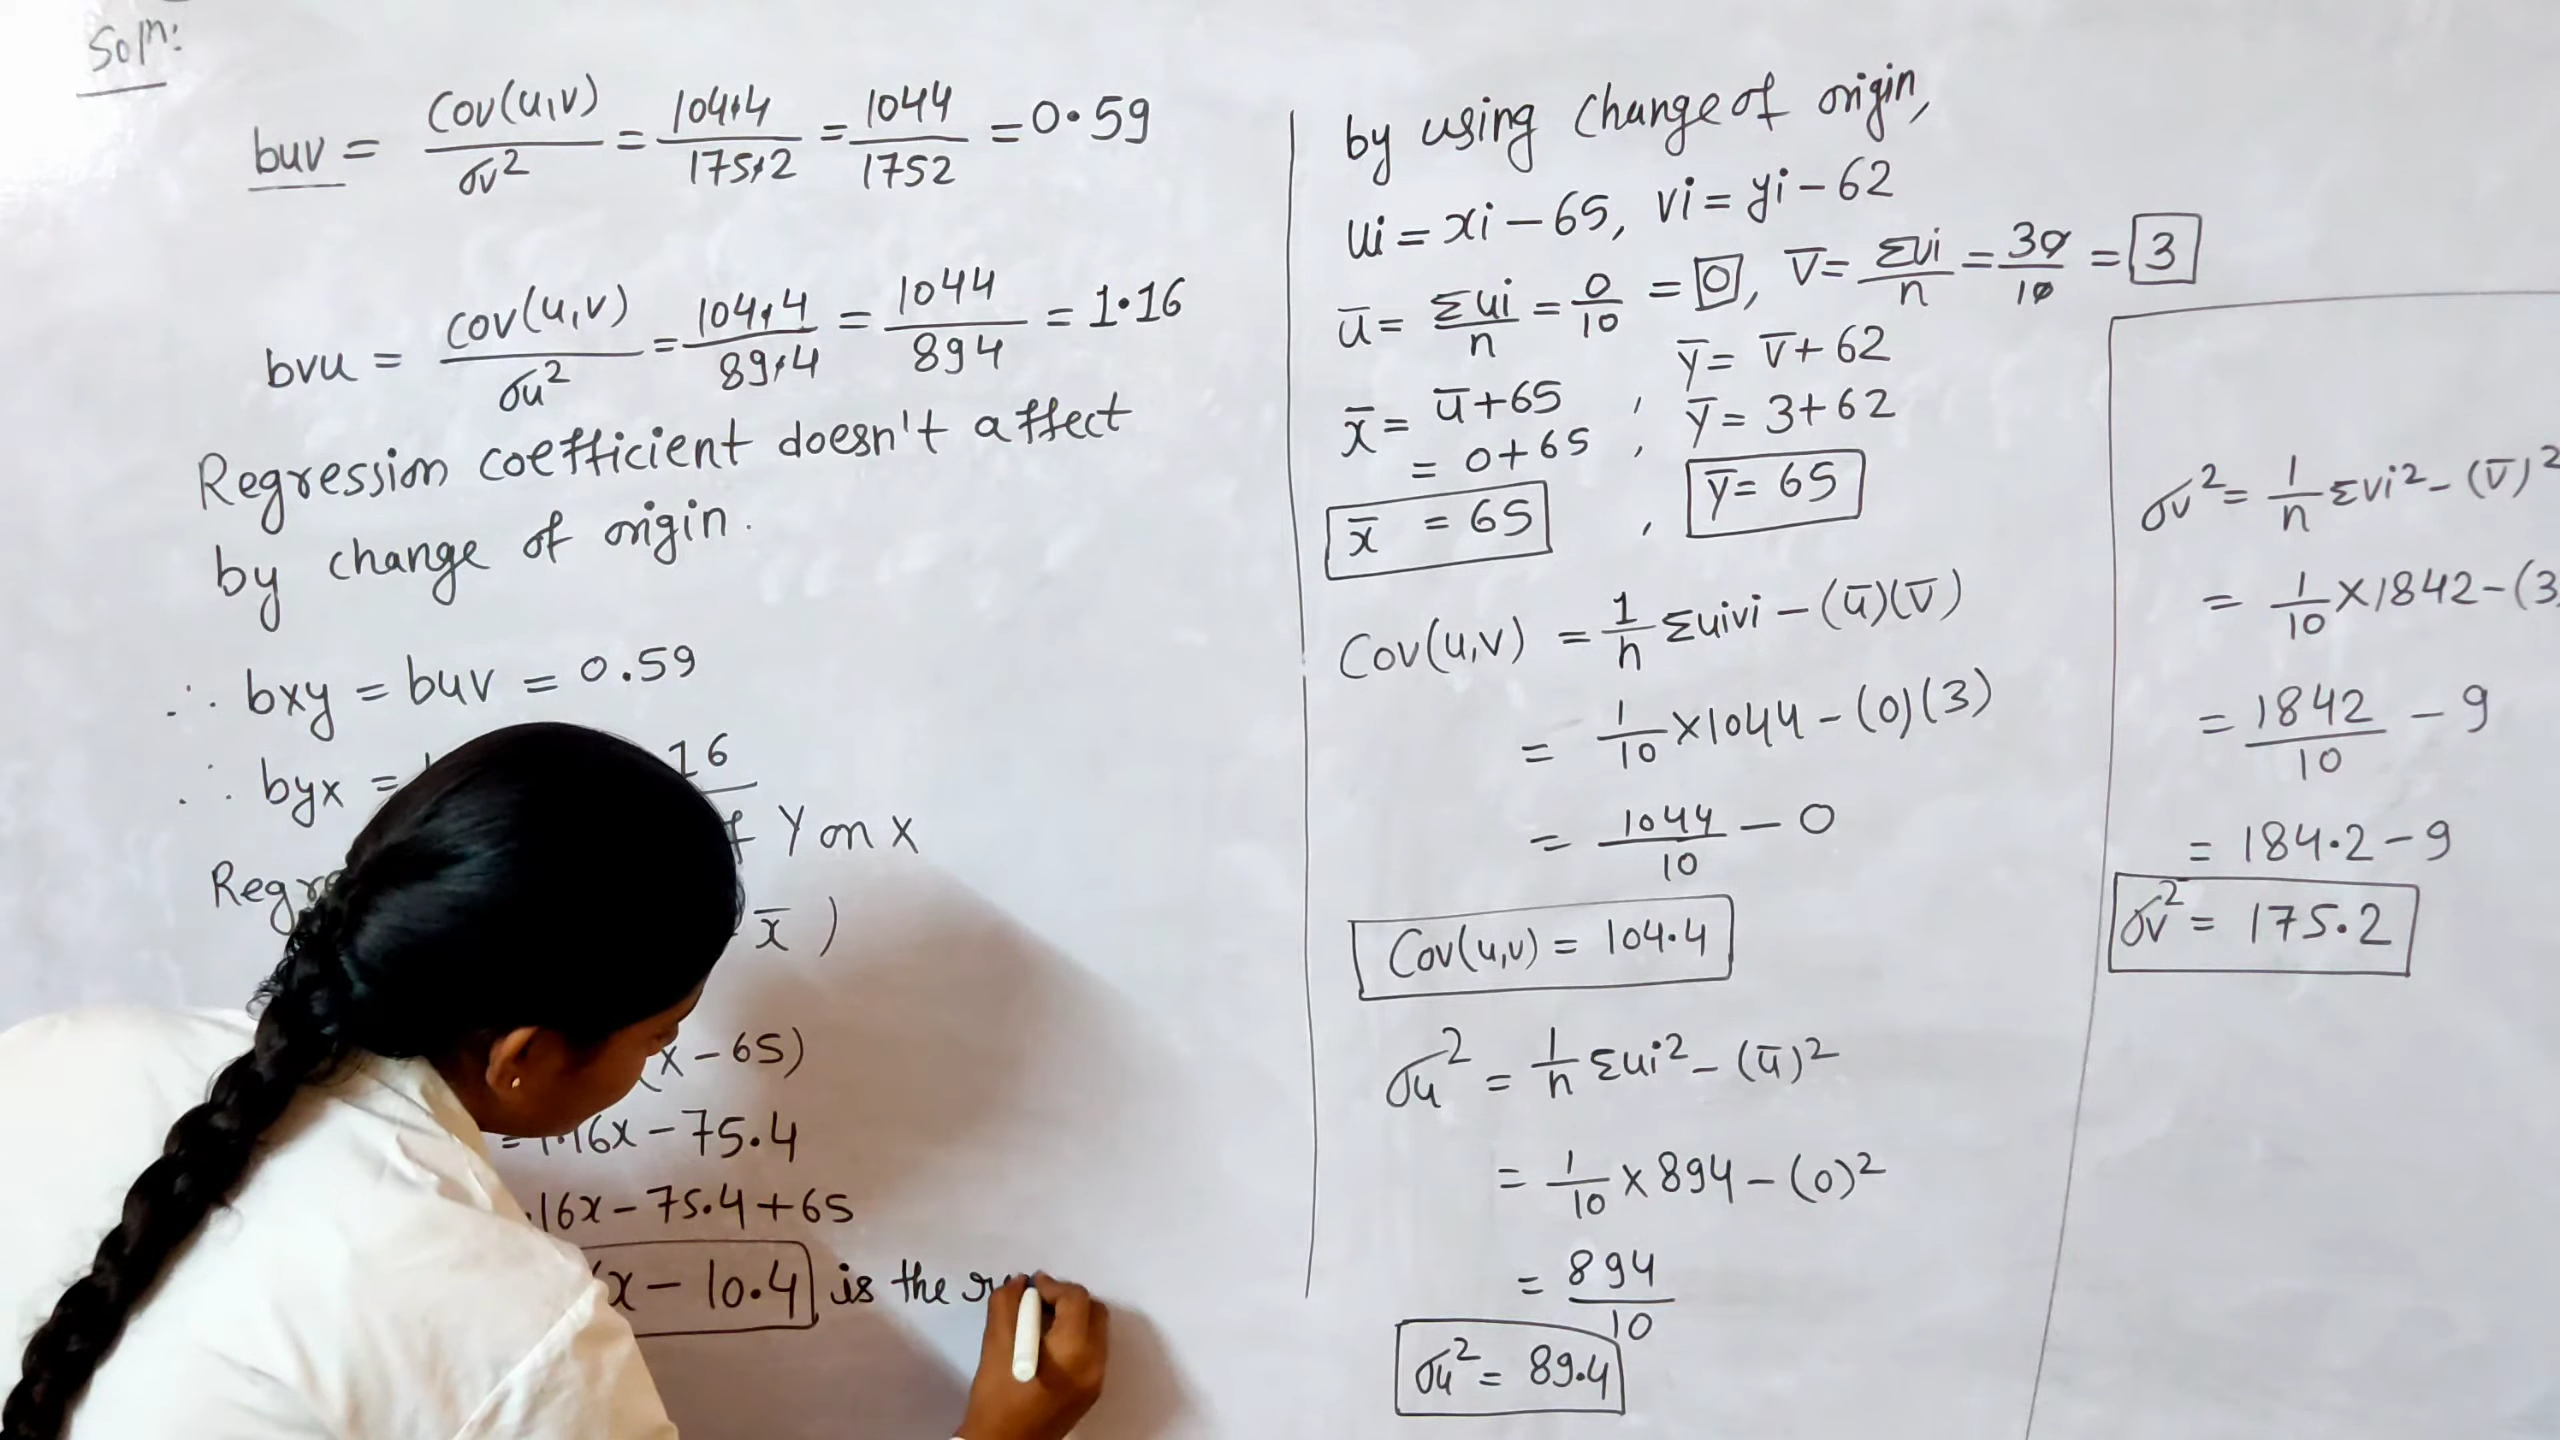 Soln:
buv = Cov(u,v)/σv² = 104.4/175.2 = 1044/1752 = 0.59
bvu = cov(u,v)/σu² = 104.4/89.4 = 1044/894 = 1.16
Regression coefficient doesn't affect
by change of origin.
∴ bxy = buv = 0.59
∴ byx = 16
Y on X
x̄ )
(x - 65)
= 1.16x - 75.4
.16x - 75.4 + 65
x - 10.4 is the
by using change of origin,
ui = xi - 65, vi = yi - 62
ū = Σui/n = 0/10 = 0, v̄ = Σvi/n = 30/10 = 3
x̄ = ū + 65, ȳ = v̄ + 62
= 0 + 65, ȳ = 3 + 62
x̄ = 65, ȳ = 65
Cov(u,v) = 1/n Σuivi - (ū)(v̄)
= 1/10 × 1044 - (0)(3)
= 1044/10 - 0
Cov(u,v) = 104.4
σu² = 1/n Σui² - (ū)²
= 1/10 × 894 - (0)²
= 894/10
σu² = 89.4
σv² = 1/n Σvi² - (v̄)²
= 1/10 × 1842 - (3
= 1842/10 - 9
= 184.2 - 9
σv² = 175.2